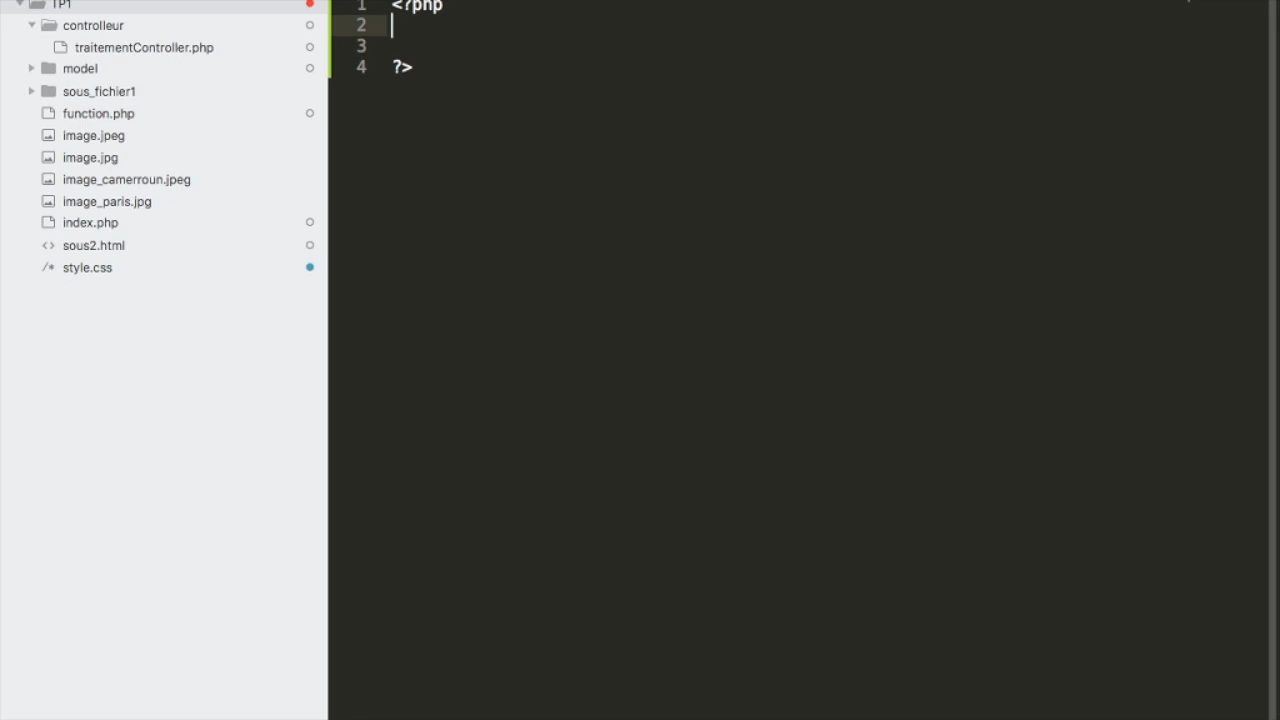 TP1
controlleur
traitementController.php
model
sous_fichier1
function.php
image.jpeg
image.jpg
image_camerroun.jpeg
image_paris.jpg
index.php
<> sous2.html
/* style.css
1 <?php
2
3
4 ?>